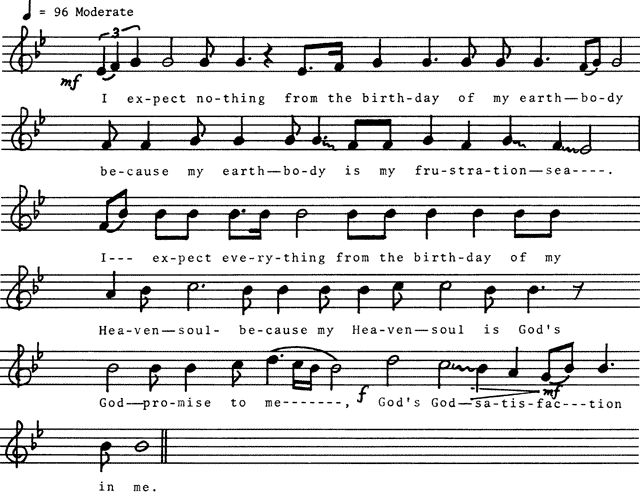 = 96 Moderate
3
mf
I ex-pect no-thing from the birth-day of my earth—bo-dy
be-cause my earth—bo-dy is my fru-stra-tion—sea----.
I--- ex-pect eve-ry-thing from the birth-day of my
Hea-ven—soul- be-cause my Hea-ven—soul is God's
f
mf
God—pro-mise to me-------, God's God—sa-tis-fac---tion
in me.